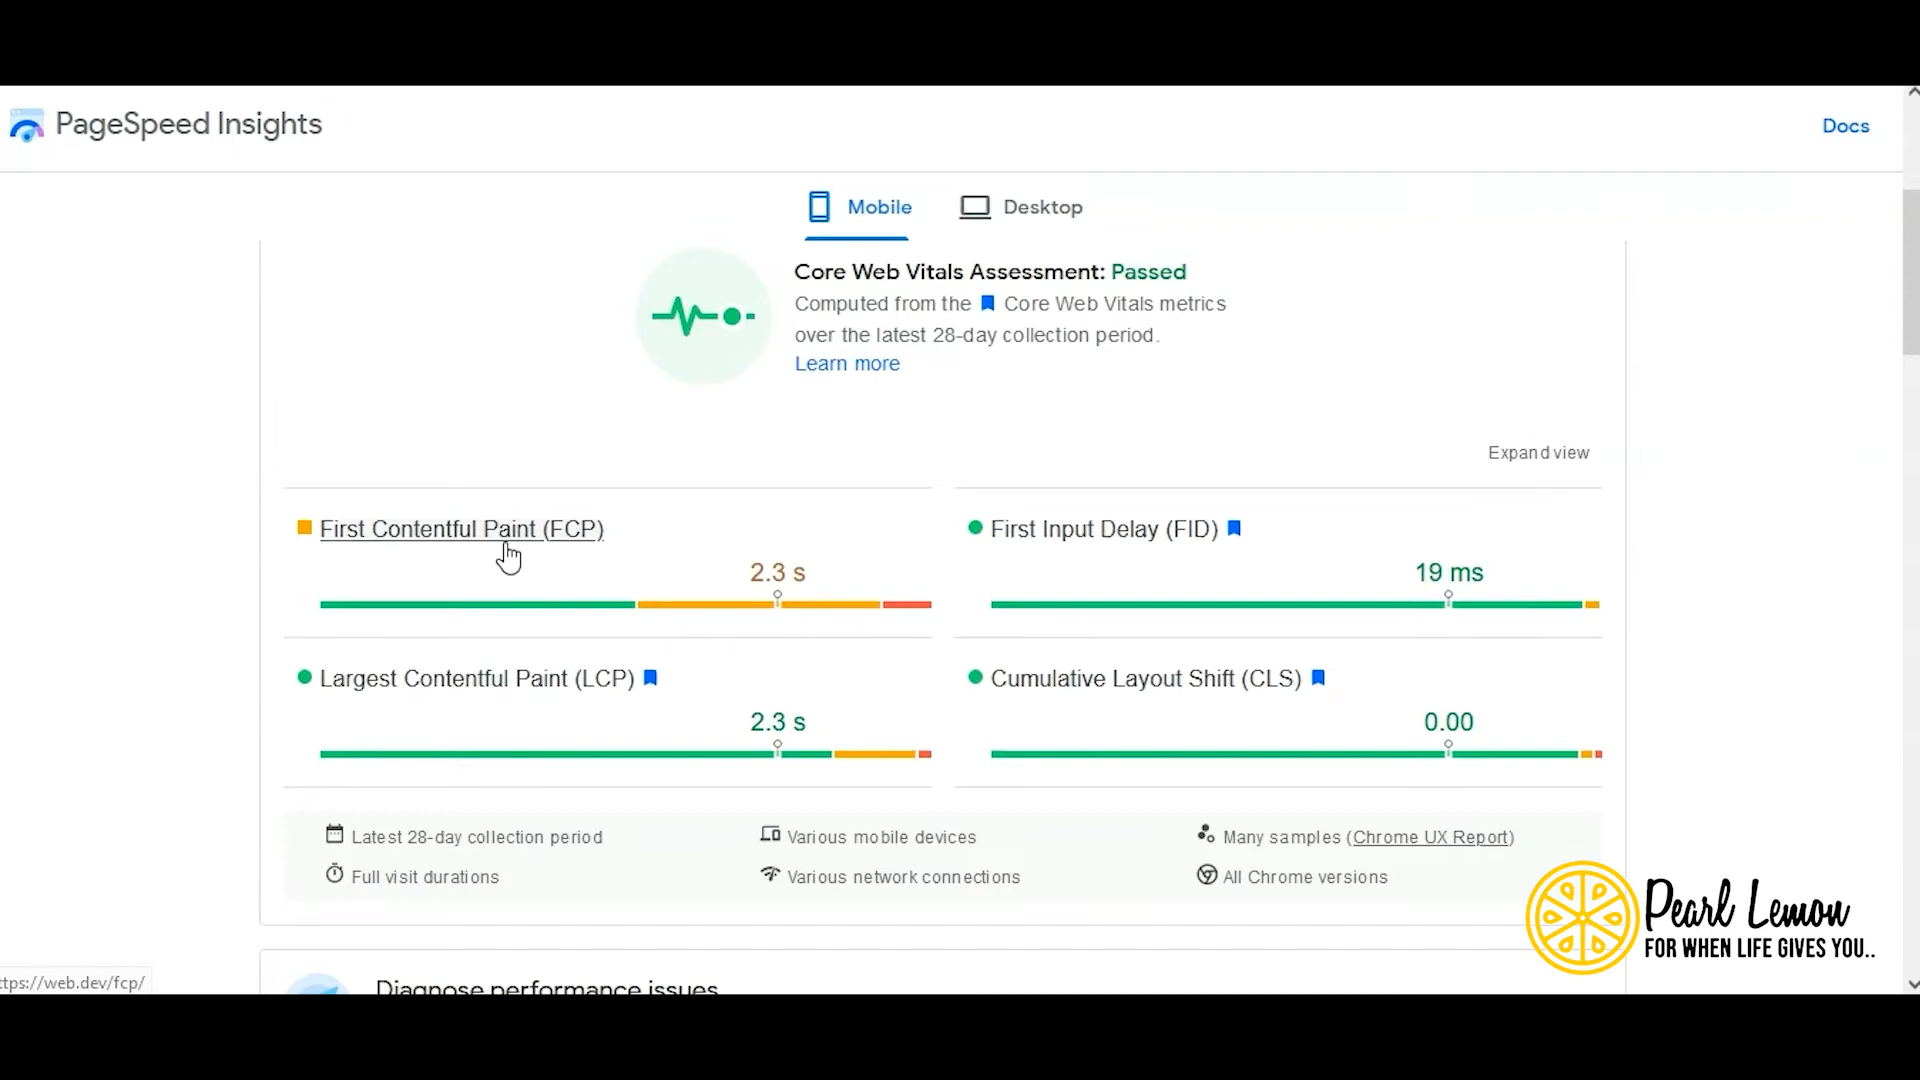 PageSpeed Insights
Docs
Mobile
Desktop
Core Web Vitals Assessment: Passed
Computed from the Core Web Vitals metrics
over the latest 28-day collection period.
Learn more
Expand view
First Contentful Paint (FCP)
2.3 s
First Input Delay (FID)
19 ms
Largest Contentful Paint (LCP)
2.3 s
Cumulative Layout Shift (CLS)
0.00
Latest 28-day collection period
Various mobile devices
Many samples (Chrome UX Report)
Full visit durations
Various network connections
All Chrome versions
Pearl Lemon
FOR WHEN LIFE GIVES YOU..
ttps://web.dev/fcp/
Diagnose performance issues